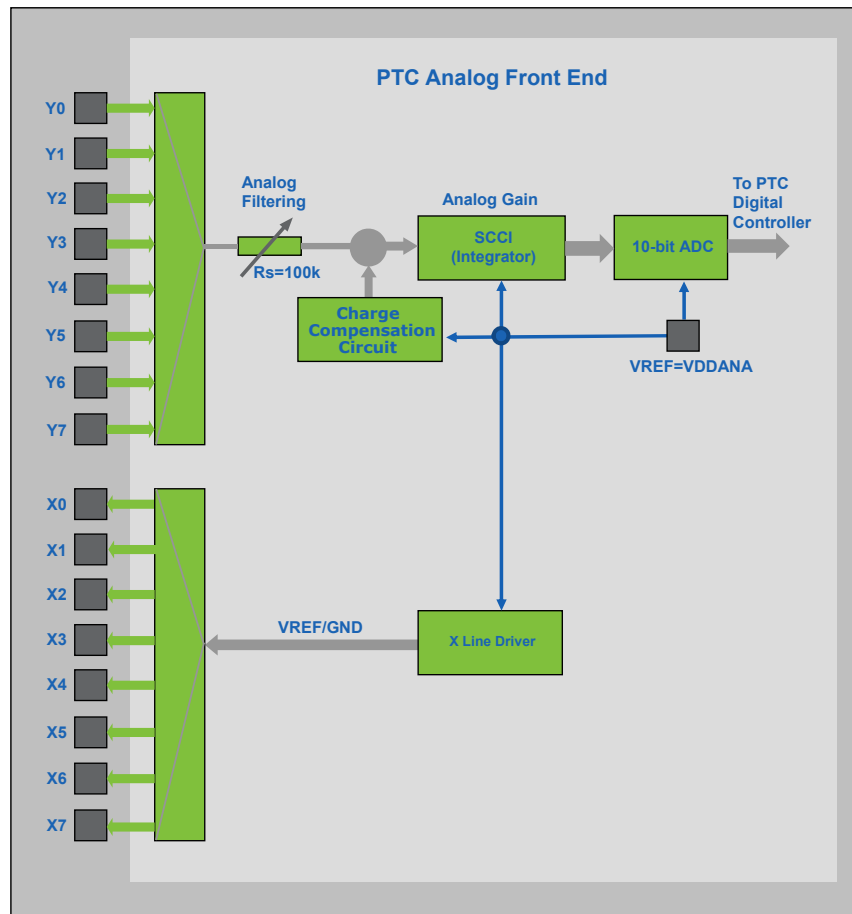 PTC Analog Front End
Y0
Y1
Y2
Y3
Y4
Y5
Y6
Y7
Analog
Filtering
Rs=100k
Analog Gain
SCCI
(Integrator)
10-bit ADC
To PTC
Digital
Controller
Charge
Compensation
Circuit
VREF=VDDANA
X0
X1
X2
X3
X4
X5
X6
X7
VREF/GND
X Line Driver